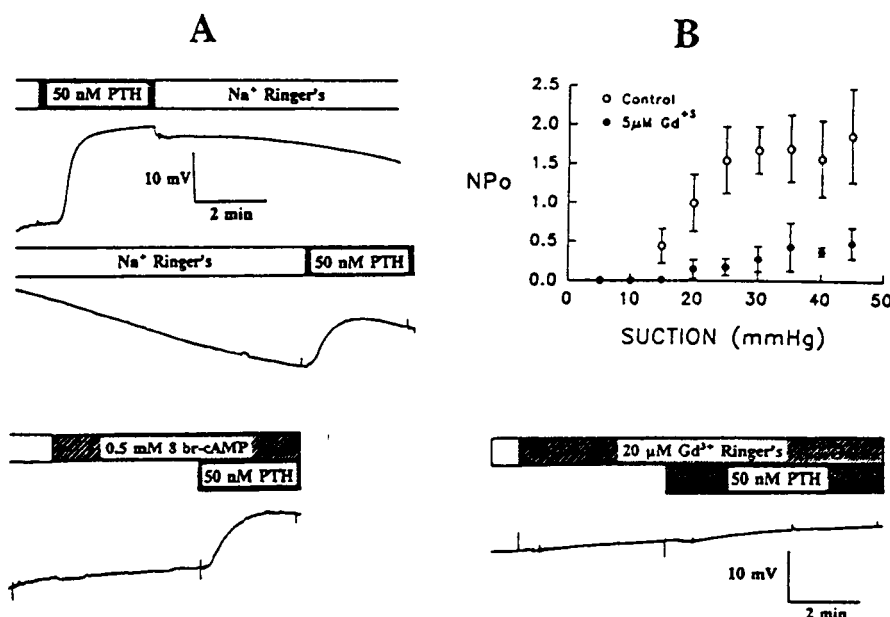 A
50 nM PTH
Na⁺ Ringer's
10 mV
2 min
Na⁺ Ringer's
50 nM PTH
0.5 mM 8 br-cAMP
50 nM PTH
B
2.5
2.0
1.5
1.0
0.5
0.0
NPo
Control
5μM Gd⁺³
0 10 20 30 40 50
SUCTION (mmHg)
20 μM Gd³⁺ Ringer's
50 nM PTH
10 mV
2 min